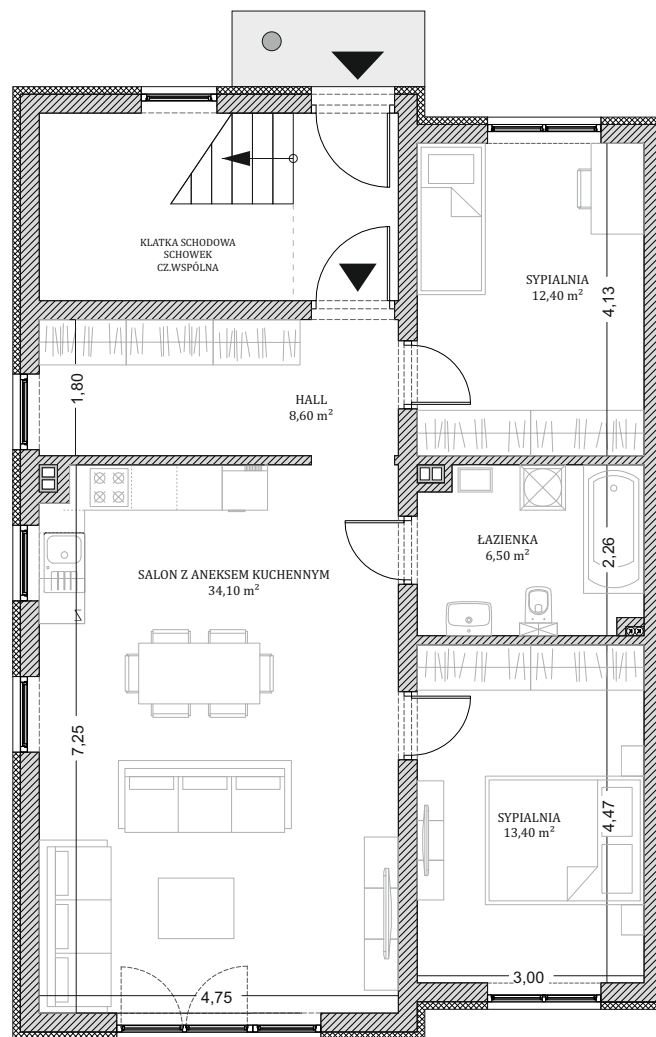 KLATKA SCHODOWA
SCHOWEK
CZ.WSPÓLNA
SYPIALNIA
12,40 m²
4,13
1,80
HALL
8,60 m²
ŁAZIENKA
6,50 m²
2,26
SALON Z ANEKSEM KUCHENNYM
34,10 m²
7,25
SYPIALNIA
13,40 m²
4,47
3,00
4,75